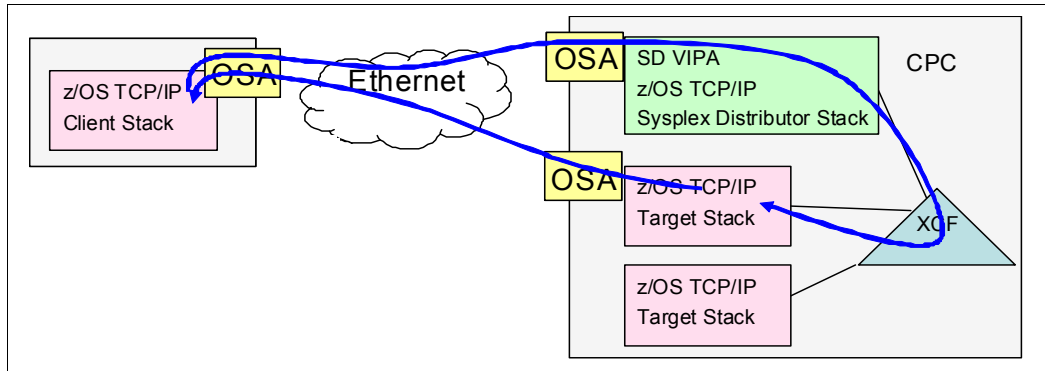 z/OS TCP/IP
Client Stack
OSA
Ethernet
OSA
SD VIPA
z/OS TCP/IP
Sysplex Distributor Stack
CPC
OSA
z/OS TCP/IP
Target Stack
XCF
z/OS TCP/IP
Target Stack